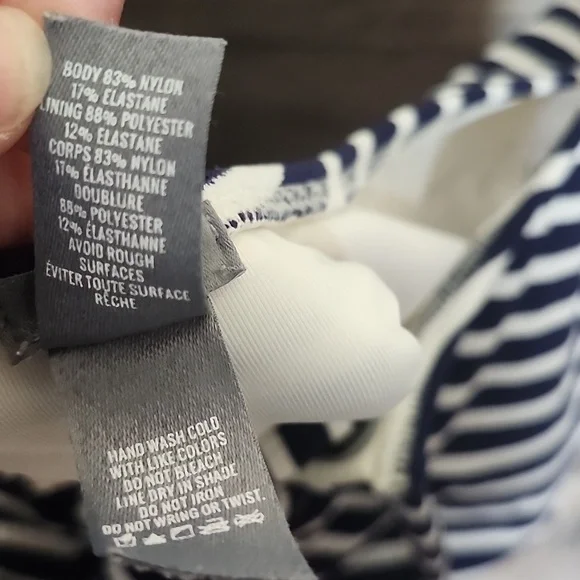 BODY 83% NYLON
17% ELASTANE
LINING 88% POLYESTER
12% ELASTANE
CORPS 83% NYLON
17% ÉLASTHANNE
DOUBLURE
88% POLYESTER
12% ÉLASTHANNE
AVOID ROUGH
SURFACES
ÉVITER TOUTE SURFACE
RÊCHE
HAND WASH COLD
WITH LIKE COLORS
DO NOT BLEACH
LINE DRY IN SHADE
DO NOT IRON
DO NOT WRING OR TWIST.